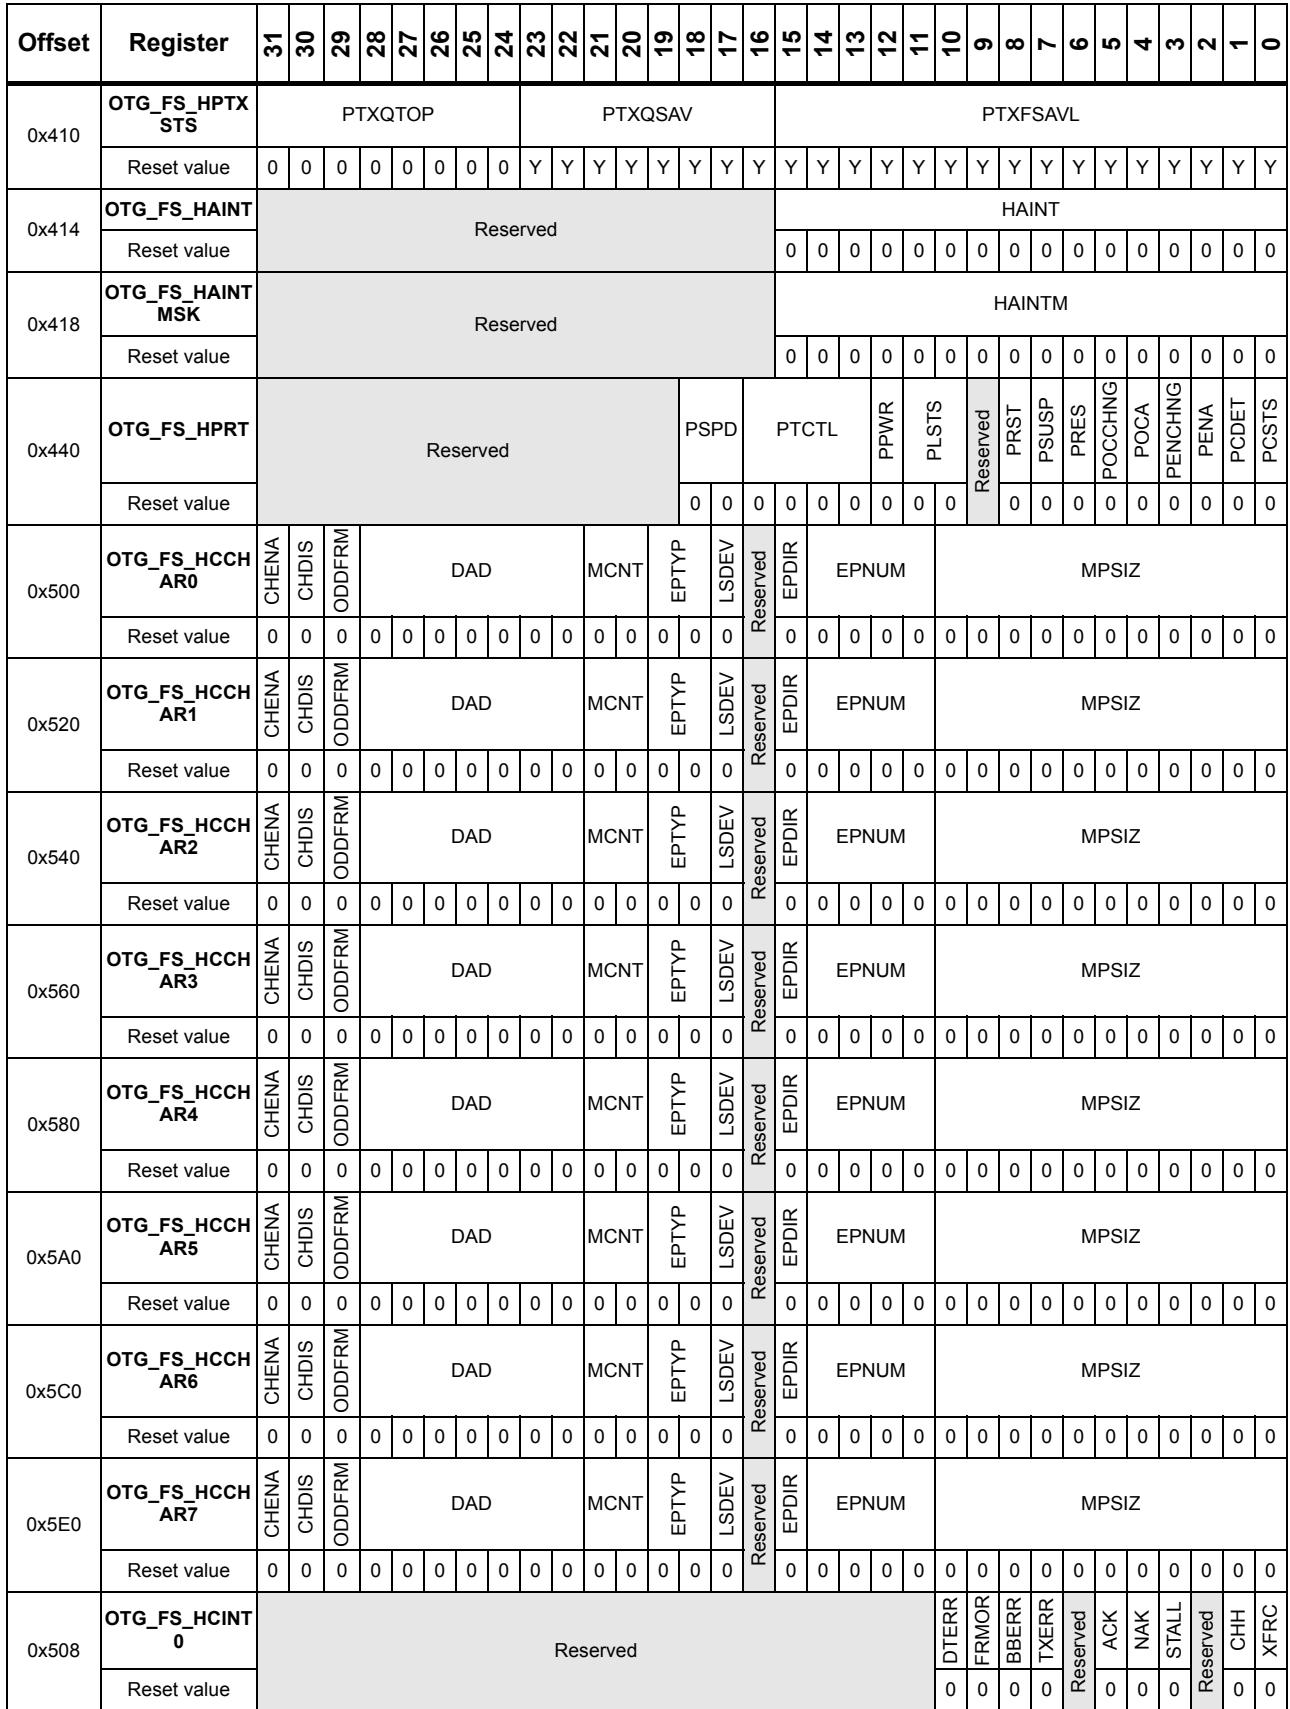 Offset Register 31 30 29 28 27 26 25 24 23 22 21 20 19 18 17 16 15 14 13 12 11 10 9 8 7 6 5 4 3 2 1 0
0x410 OTG_FS_HPTX
STS PTXQTOP PTXQSAV PTXFSAVL
Reset value 0 0 0 0 0 0 0 0 Y Y Y Y Y Y Y Y Y Y Y Y Y Y Y Y Y Y Y Y Y Y Y Y
0x414 OTG_FS_HAINT Reserved HAINT
Reset value 0 0 0 0 0 0 0 0 0 0 0 0 0 0 0 0
0x418 OTG_FS_HAINT
MSK Reserved HAINTM
Reset value 0 0 0 0 0 0 0 0 0 0 0 0 0 0 0 0
0x440 OTG_FS_HPRT Reserved PSPD PTCTL PPWR PLSTS Reserved PRST PSUSP PRES POCCHNG POCA PENCHNG PENA PCDET PCSTS
Reset value 0 0 0 0 0 0 0 0 0 0 0 0 0 0 0 0 0 0
0x500 OTG_FS_HCCH
AR0 CHENA CHDIS ODDFRM DAD MCNT EPTYP LSDEV Reserved EPDIR EPNUM MPSIZ
Reset value 0 0 0 0 0 0 0 0 0 0 0 0 0 0 0 0 0 0 0 0 0 0 0 0 0 0 0 0 0 0 0
0x520 OTG_FS_HCCH
AR1 CHENA CHDIS ODDFRM DAD MCNT EPTYP LSDEV Reserved EPDIR EPNUM MPSIZ
Reset value 0 0 0 0 0 0 0 0 0 0 0 0 0 0 0 0 0 0 0 0 0 0 0 0 0 0 0 0 0 0 0
0x540 OTG_FS_HCCH
AR2 CHENA CHDIS ODDFRM DAD MCNT EPTYP LSDEV Reserved EPDIR EPNUM MPSIZ
Reset value 0 0 0 0 0 0 0 0 0 0 0 0 0 0 0 0 0 0 0 0 0 0 0 0 0 0 0 0 0 0 0
0x560 OTG_FS_HCCH
AR3 CHENA CHDIS ODDFRM DAD MCNT EPTYP LSDEV Reserved EPDIR EPNUM MPSIZ
Reset value 0 0 0 0 0 0 0 0 0 0 0 0 0 0 0 0 0 0 0 0 0 0 0 0 0 0 0 0 0 0 0
0x580 OTG_FS_HCCH
AR4 CHENA CHDIS ODDFRM DAD MCNT EPTYP LSDEV Reserved EPDIR EPNUM MPSIZ
Reset value 0 0 0 0 0 0 0 0 0 0 0 0 0 0 0 0 0 0 0 0 0 0 0 0 0 0 0 0 0 0 0
0x5A0 OTG_FS_HCCH
AR5 CHENA CHDIS ODDFRM DAD MCNT EPTYP LSDEV Reserved EPDIR EPNUM MPSIZ
Reset value 0 0 0 0 0 0 0 0 0 0 0 0 0 0 0 0 0 0 0 0 0 0 0 0 0 0 0 0 0 0 0
0x5C0 OTG_FS_HCCH
AR6 CHENA CHDIS ODDFRM DAD MCNT EPTYP LSDEV Reserved EPDIR EPNUM MPSIZ
Reset value 0 0 0 0 0 0 0 0 0 0 0 0 0 0 0 0 0 0 0 0 0 0 0 0 0 0 0 0 0 0 0
0x5E0 OTG_FS_HCCH
AR7 CHENA CHDIS ODDFRM DAD MCNT EPTYP LSDEV Reserved EPDIR EPNUM MPSIZ
Reset value 0 0 0 0 0 0 0 0 0 0 0 0 0 0 0 0 0 0 0 0 0 0 0 0 0 0 0 0 0 0 0
0x508 OTG_FS_HCINT
0 Reserved DTERR FRMOR BBERR TXERR Reserved ACK NAK STALL Reserved CHH XFRC
Reset value 0 0 0 0 0 0 0 0 0